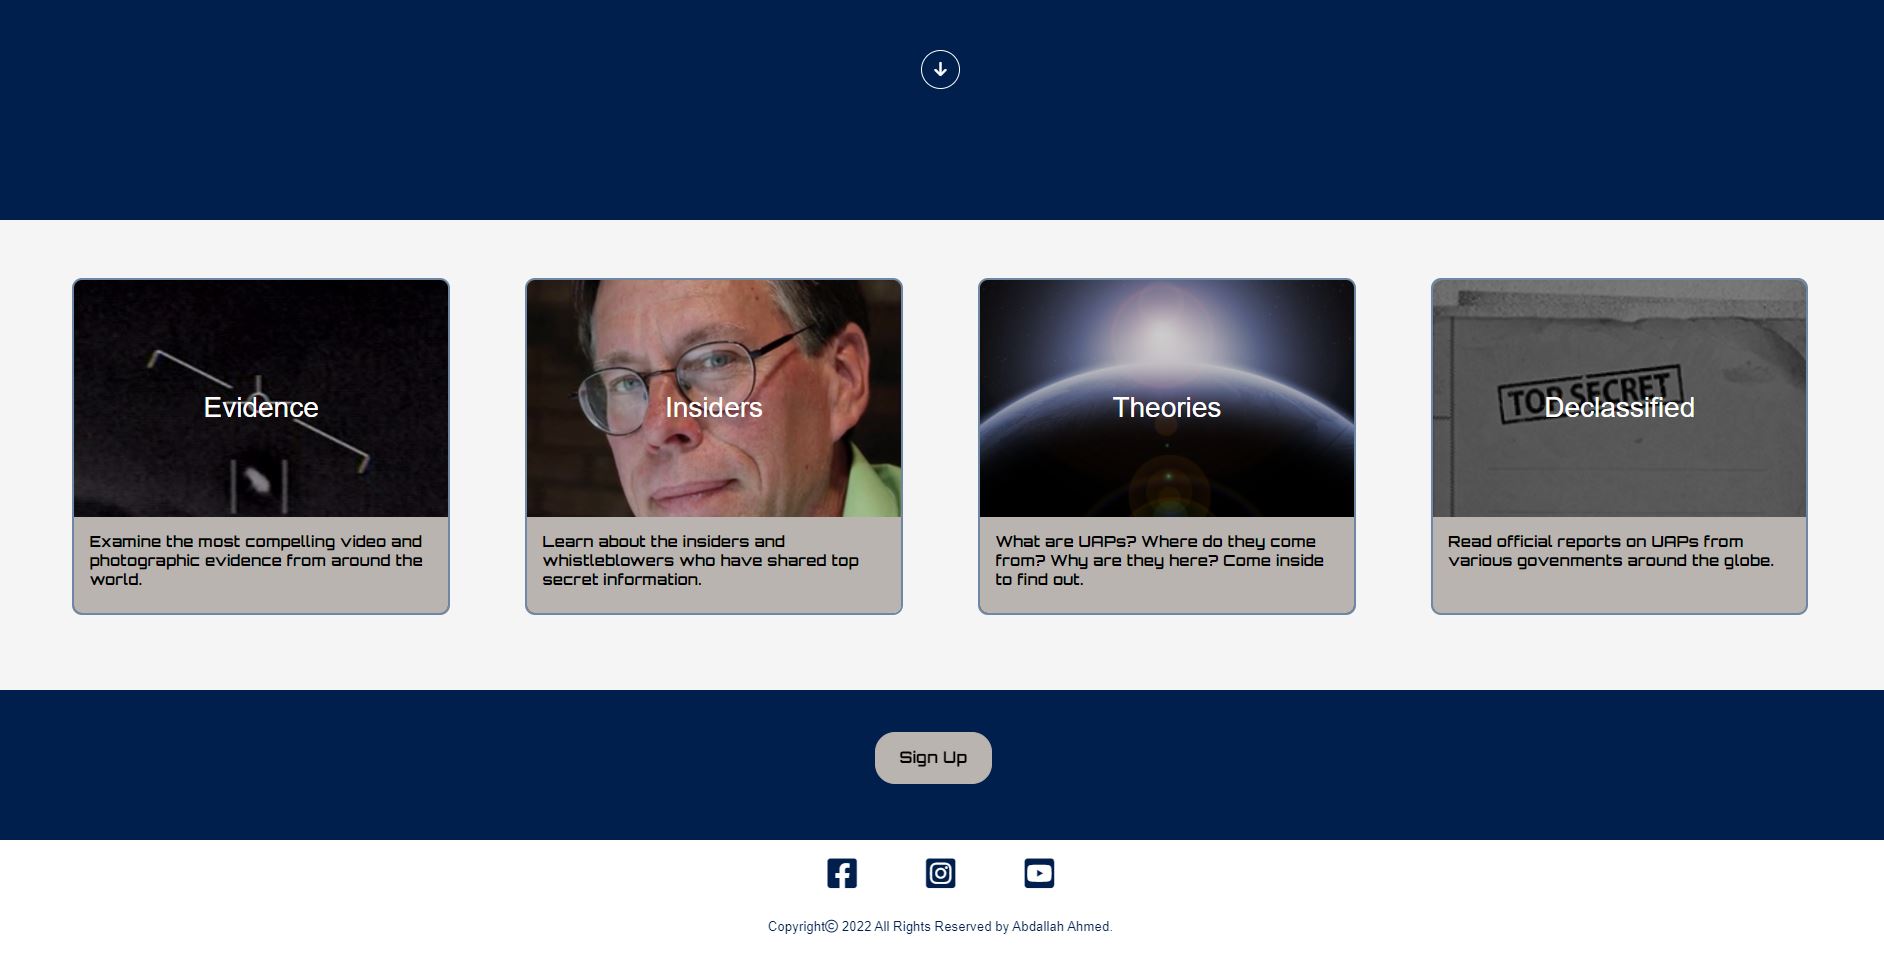 Evidence
Examine the most compelling video and
photographic evidence from around the
world.
Insiders
Learn about the insiders and
whistleblowers who have shared top
secret information.
Theories
What are UAPs? Where do they come
from? Why are they here? Come inside
to find out.
TOP SECRET
Declassified
Read official reports on UAPs from
various govenments around the globe.
Sign Up
Copyright© 2022 All Rights Reserved by Abdallah Ahmed.